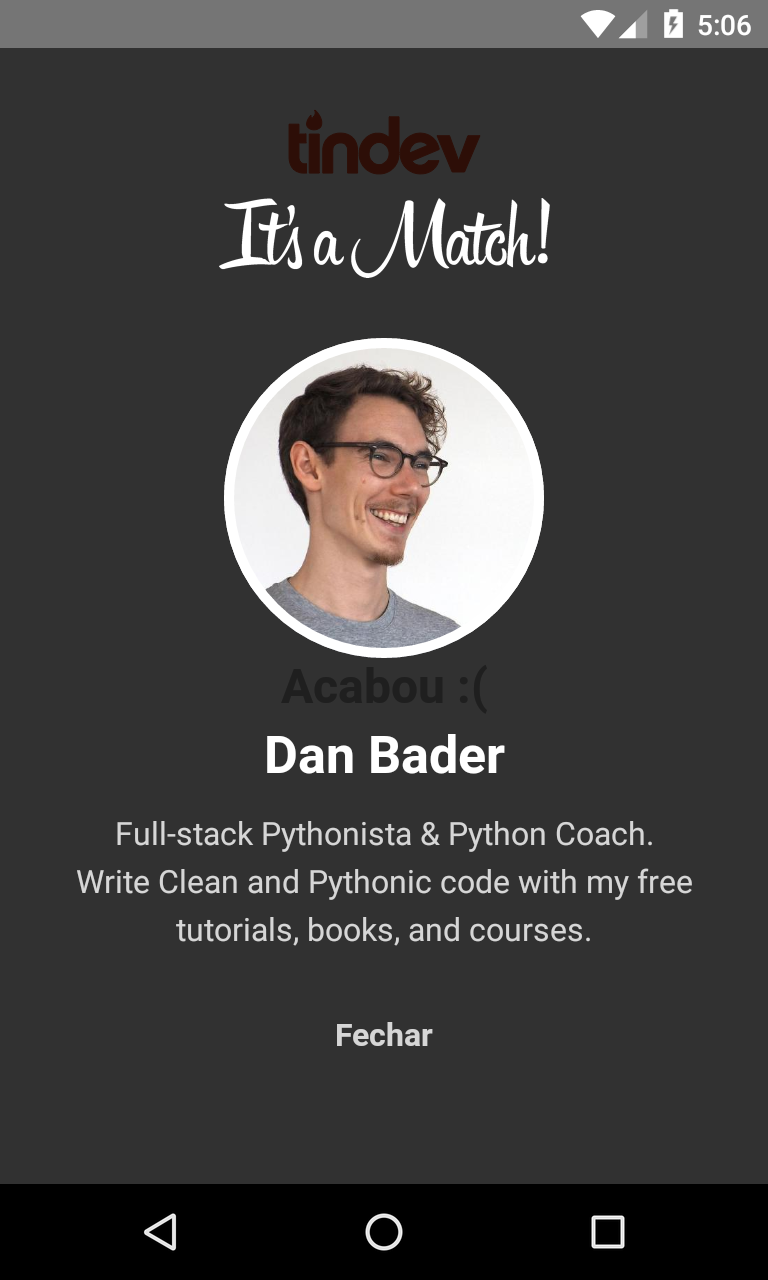 5:06
tindev
It's a Match!
Acabou :(
Dan Bader
Full-stack Pythonista & Python Coach.
Write Clean and Pythonic code with my free
tutorials, books, and courses.
Fechar